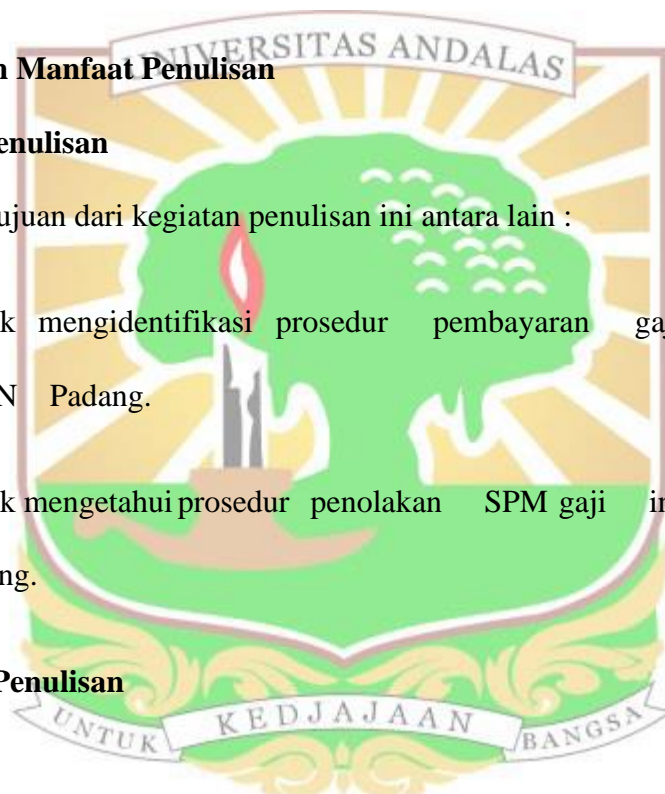 UNIVERSITAS ANDALAS
n Manfaat Penulisan
enulisan
ujuan dari kegiatan penulisan ini antara lain :
k mengidentifikasi prosedur pembayaran gaj
N Padang.
k mengetahui prosedur penolakan SPM gaji in
ng.
Penulisan
UNTUK KEDJAJAAN BANGSA